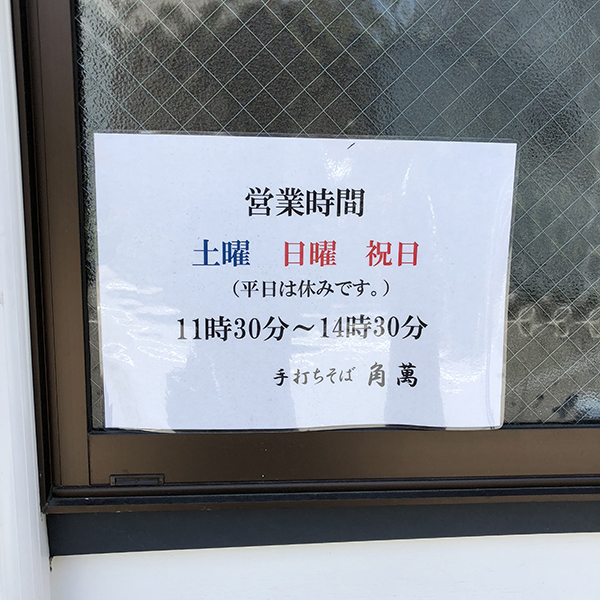 営業時間
土曜 日曜 祝日
(平日は休みです。)
11時30分～14時30分
手打ちそば 角萬